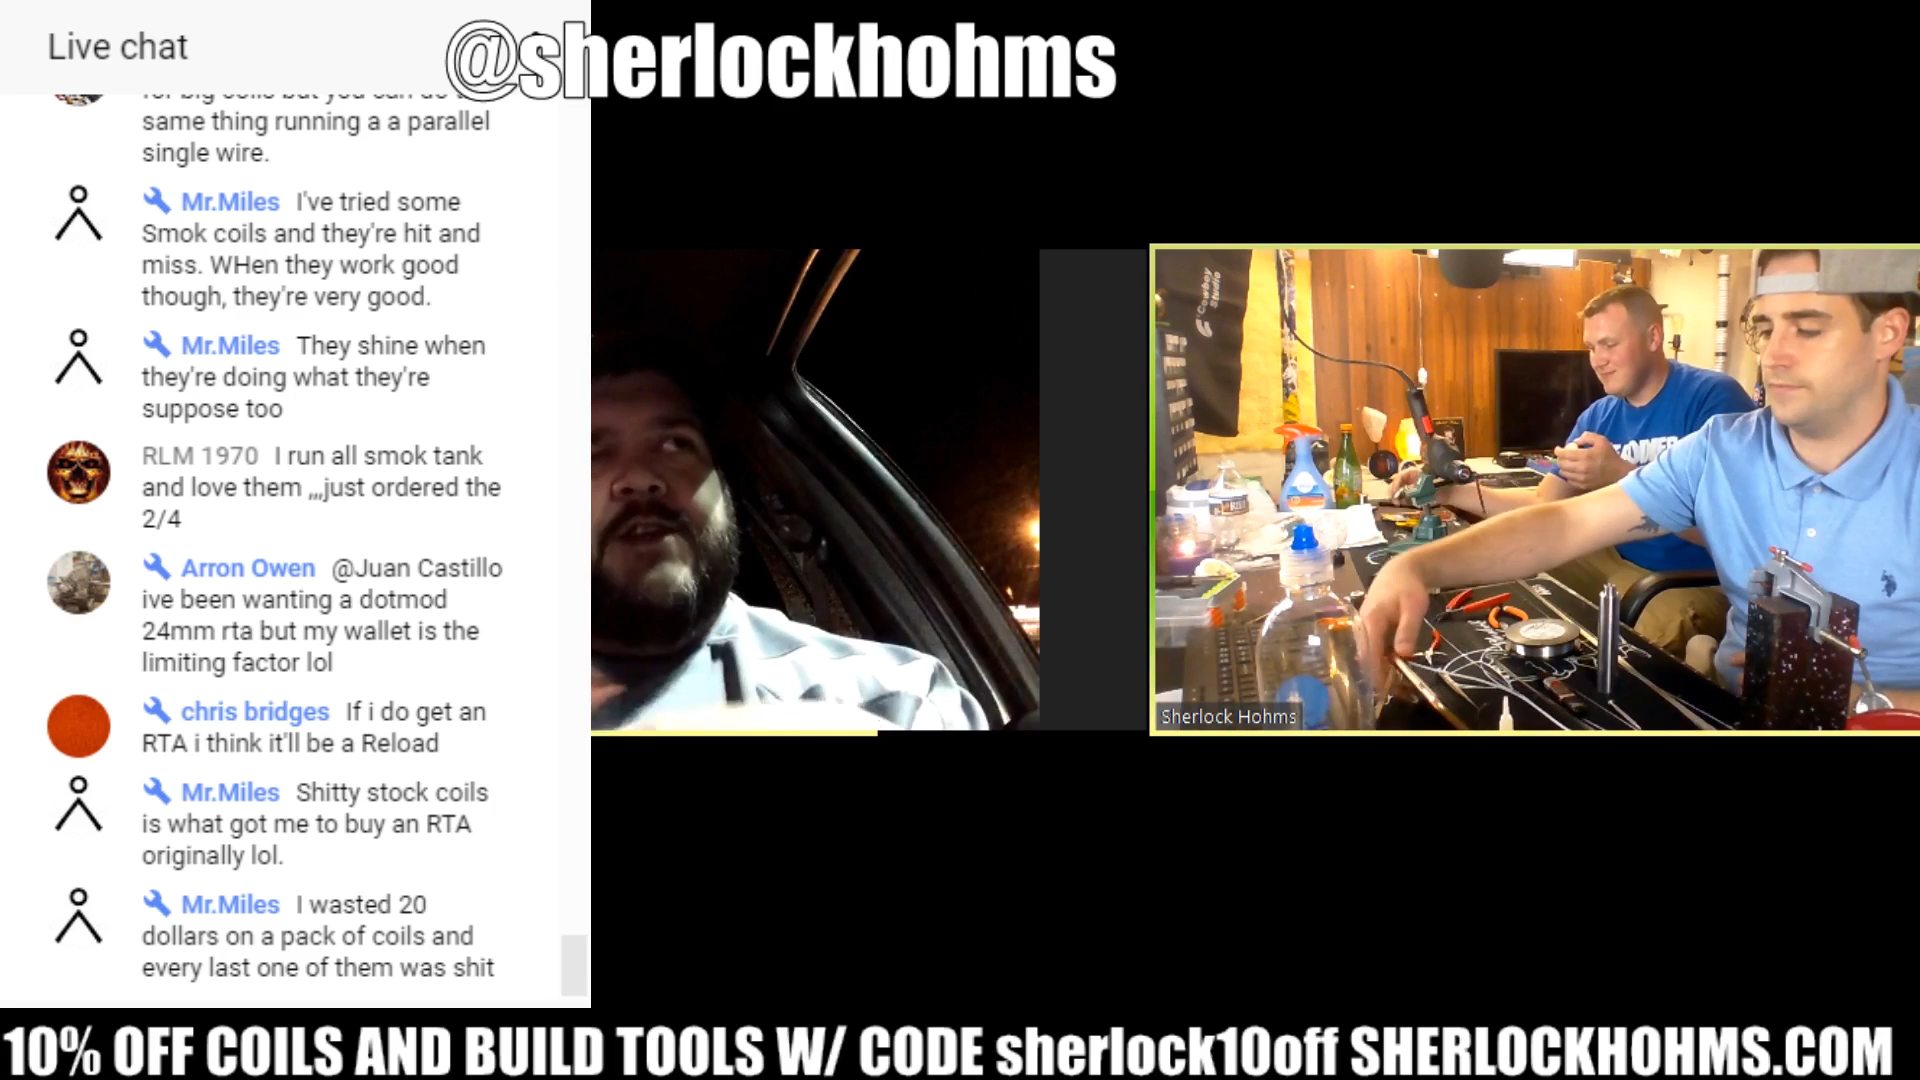 Live chat
@sherlockhohms
same thing running a a parallel
single wire.
Mr.Miles I've tried some
Smok coils and they're hit and
miss. WHen they work good
though, they're very good.
Mr.Miles They shine when
they're doing what they're
suppose too
RLM 1970 I run all smok tank
and love them ,,,just ordered the
2/4
Arron Owen @Juan Castillo
ive been wanting a dotmod
24mm rta but my wallet is the
limiting factor lol
chris bridges If i do get an
RTA i think it'll be a Reload
Mr.Miles Shitty stock coils
is what got me to buy an RTA
originally lol.
Mr.Miles I wasted 20
dollars on a pack of coils and
every last one of them was shit
Cowboy
Studio
Sherlock Hohms
10% OFF COILS AND BUILD TOOLS W/ CODE sherlock10off SHERLOCKHOHMS.COM